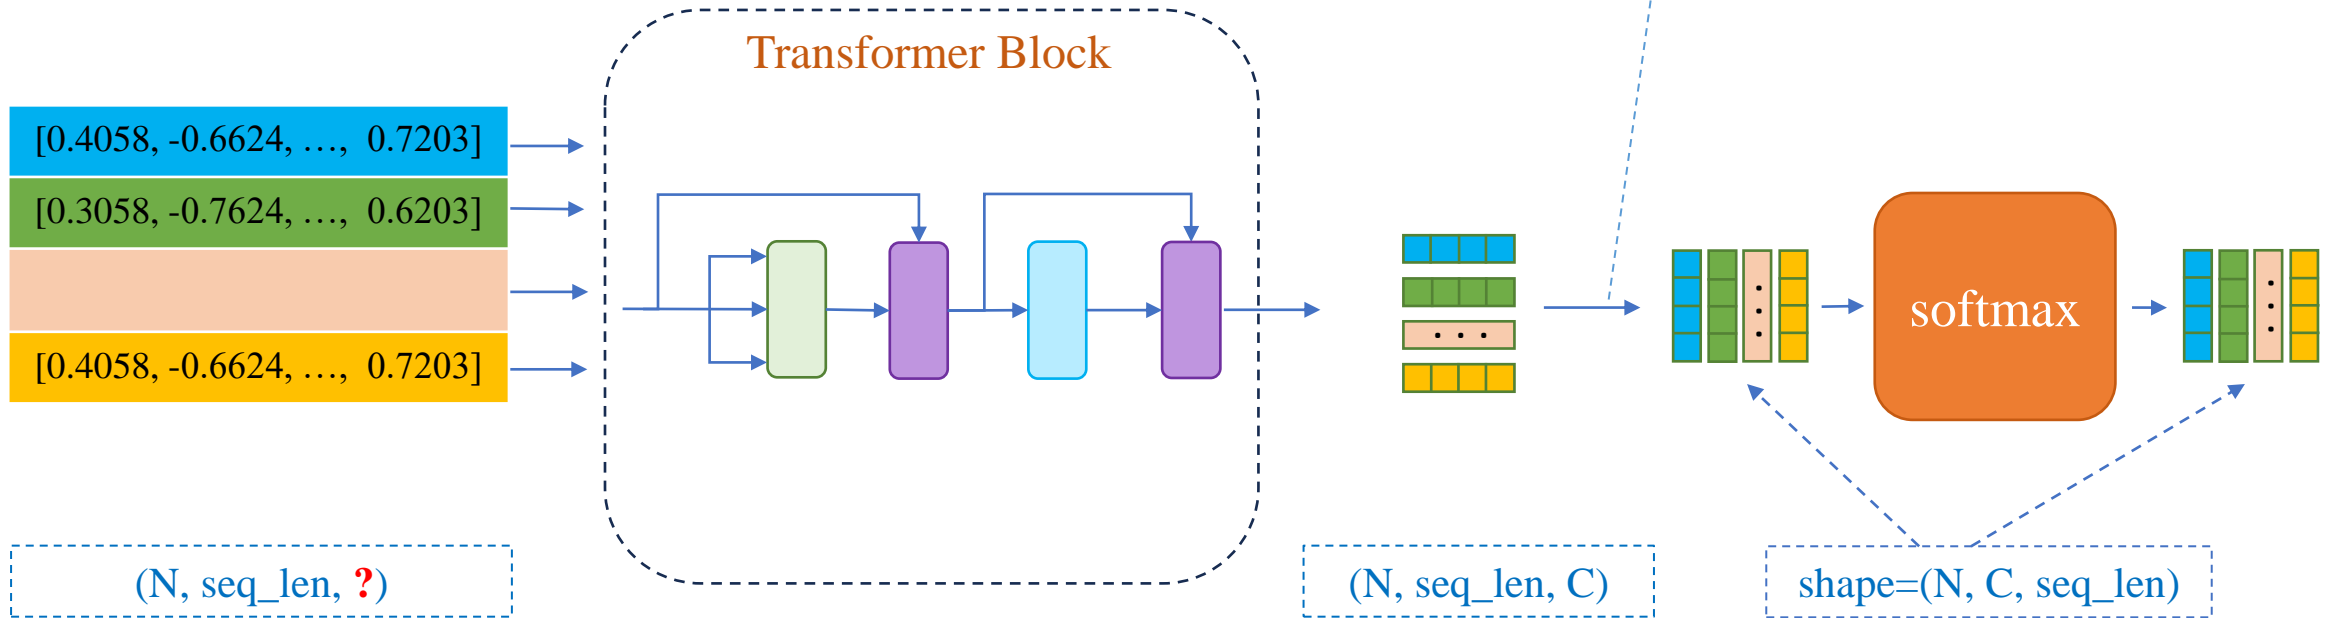 Transformer Block
[0.4058, -0.6624, …, 0.7203]
[0.3058, -0.7624, …, 0.6203]
[0.4058, -0.6624, …, 0.7203]
softmax
(N, seq_len, ?)
(N, seq_len, C)
shape=(N, C, seq_len)